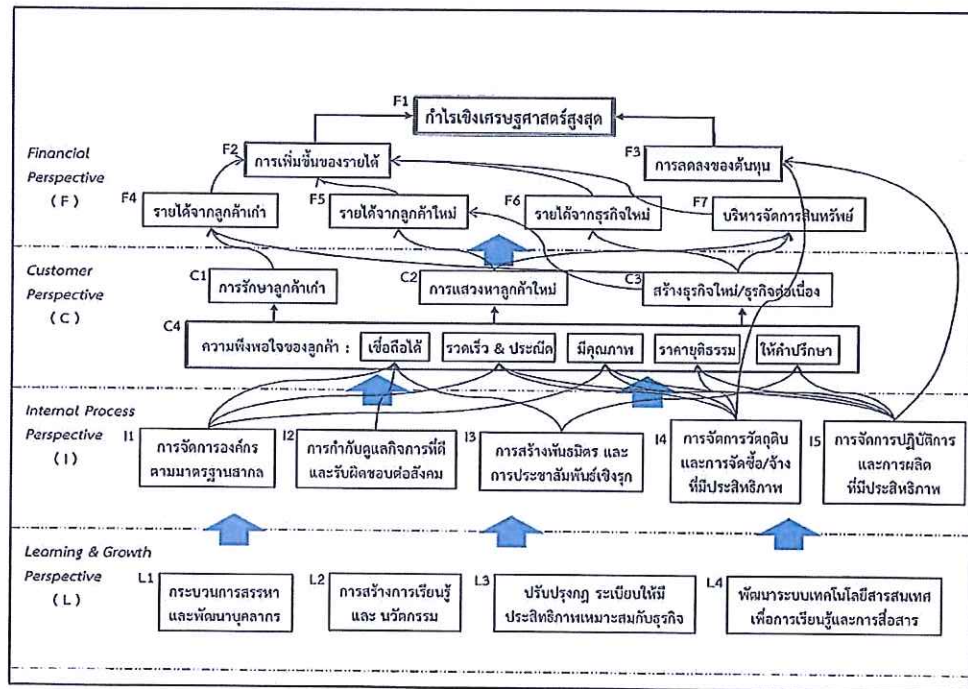 F1
กำไรเชิงเศรษฐศาสตร์สูงสุด
Financial
Perspective
( F )
F2
การเพิ่มขึ้นของรายได้
F3
การลดลงของต้นทุน
F4
รายได้จากลูกค้าเก่า
F5
รายได้จากลูกค้าใหม่
F6
รายได้จากธุรกิจใหม่
F7
บริหารจัดการสินทรัพย์
Customer
Perspective
( C )
C1
การรักษาลูกค้าเก่า
C2
การแสวงหาลูกค้าใหม่
C3
สร้างธุรกิจใหม่/ธุรกิจต่อเนื่อง
C4
ความพึงพอใจของลูกค้า : เชื่อถือได้ รวดเร็ว & ประณีต มีคุณภาพ ราคายุติธรรม ให้คำปรึกษา
Internal Process
Perspective
( I )
I1
การจัดการองค์กร
ตามมาตรฐานสากล
I2
การกำกับดูแลกิจการที่ดี
และรับผิดชอบต่อสังคม
I3
การสร้างพันธมิตร และ
การประชาสัมพันธ์เชิงรุก
I4
การจัดการวัตถุดิบ
และการจัดซื้อ/จ้าง
ที่มีประสิทธิภาพ
I5
การจัดการปฏิบัติการ
และการผลิต
ที่มีประสิทธิภาพ
Learning & Growth
Perspective
( L )
L1
กระบวนการสรรหา
และพัฒนาบุคลากร
L2
การสร้างการเรียนรู้
และ นวัตกรรม
L3
ปรับปรุงกฎ ระเบียบให้มี
ประสิทธิภาพเหมาะสมกับธุรกิจ
L4
พัฒนาระบบเทคโนโลยีสารสนเทศ
เพื่อการเรียนรู้และการสื่อสาร